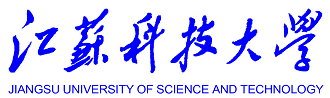 江蘇科技大學
JIANGSU UNIVERSITY OF SCIENCE AND TECHNOLOGY